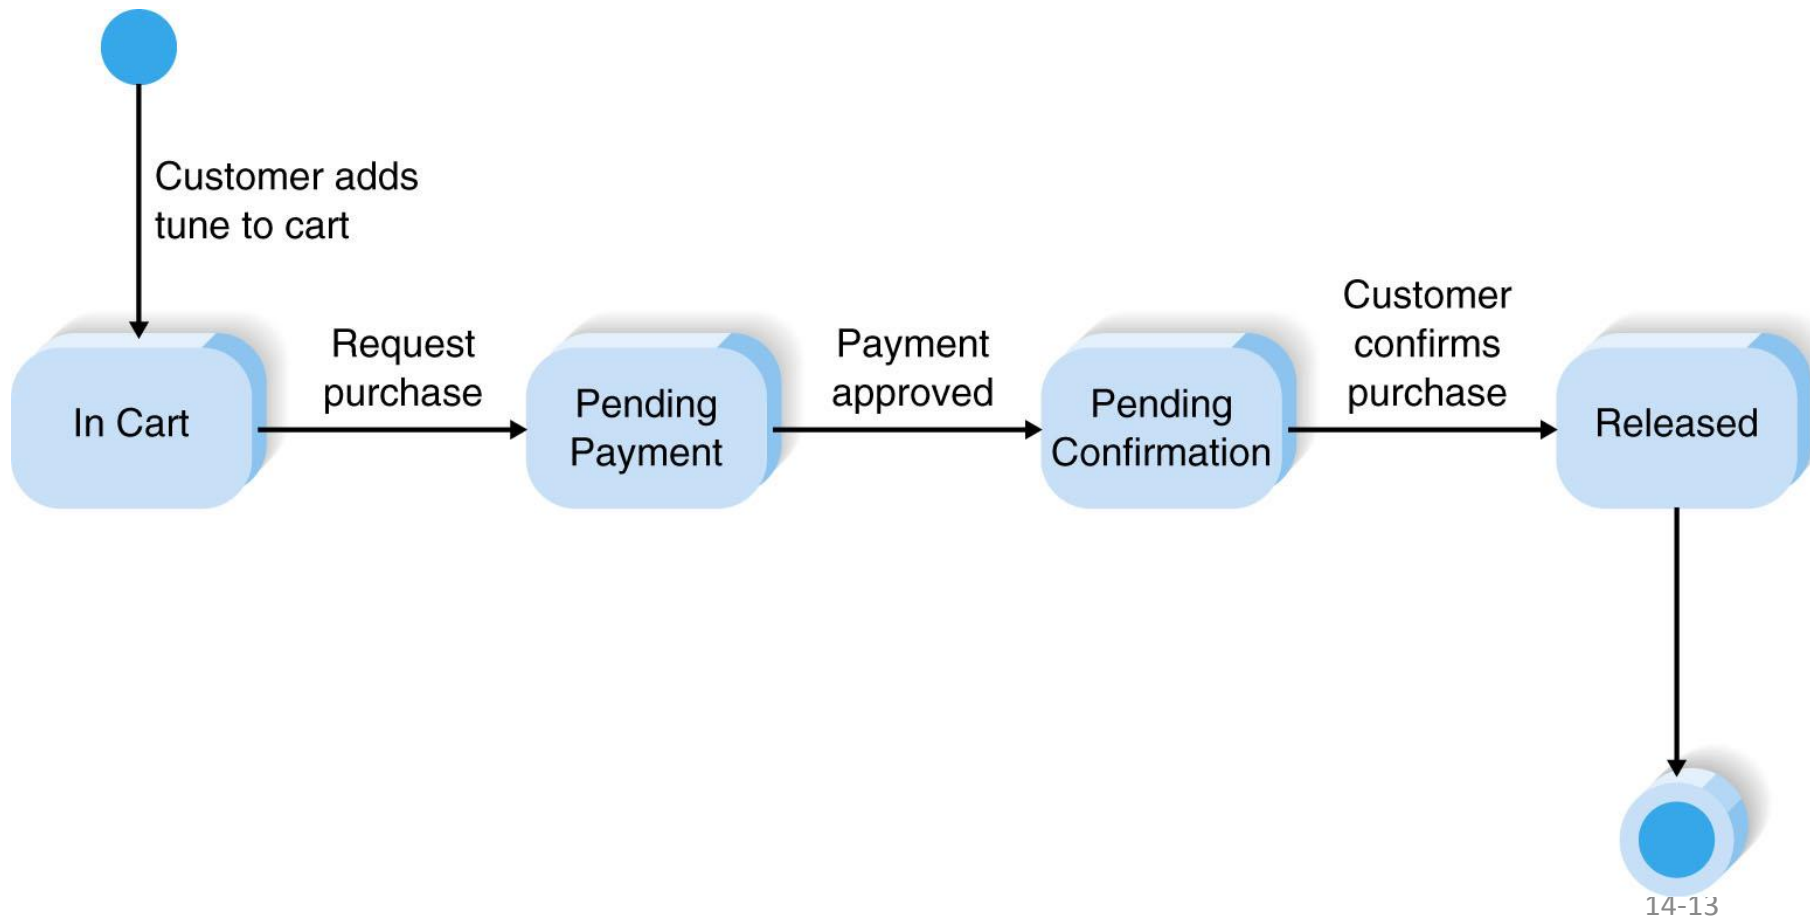 Customer adds
tune to cart
In Cart
Request
purchase
Pending
Payment
Payment
approved
Pending
Confirmation
Customer
confirms
purchase
Released
14-13